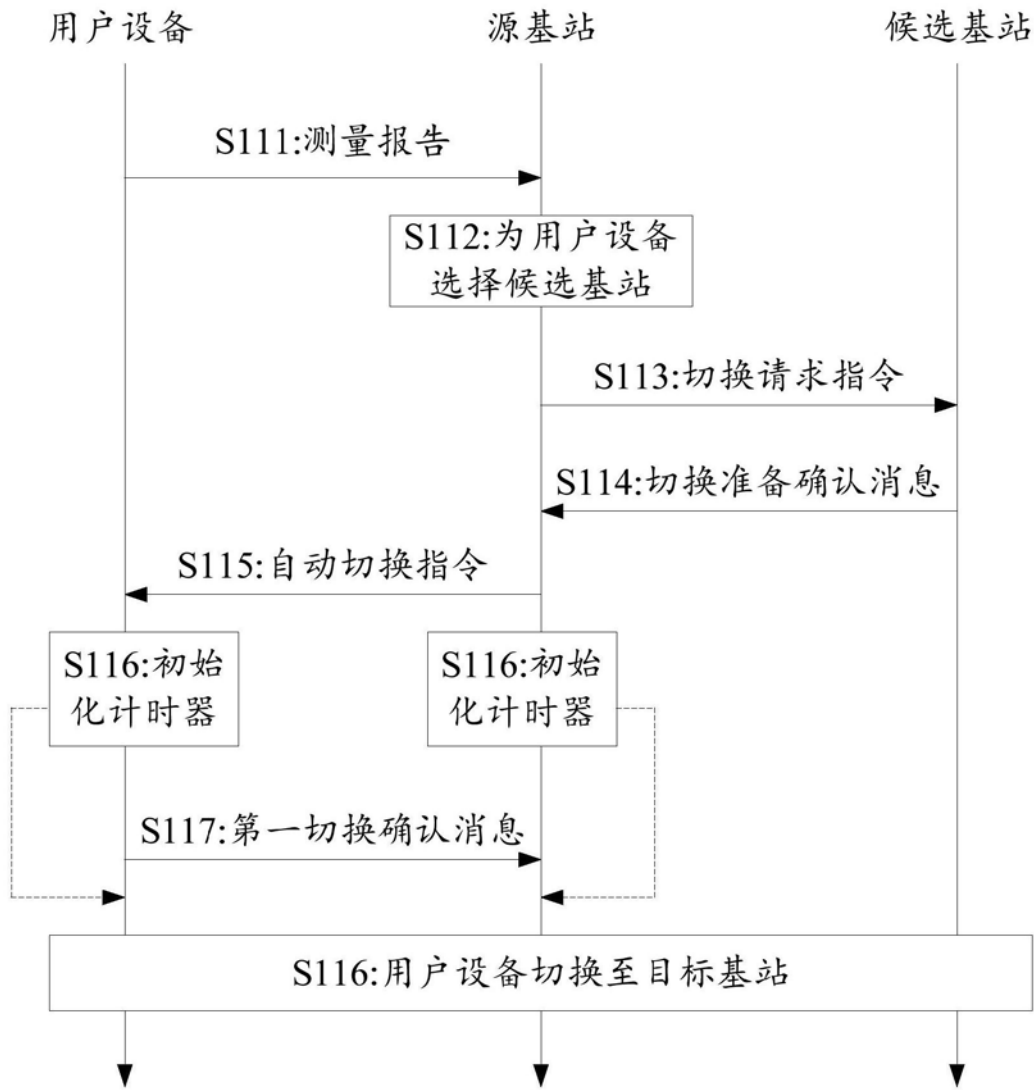 用户设备
源基站
候选基站
S111:测量报告
S112:为用户设备
选择候选基站
S113:切换请求指令
S114:切换准备确认消息
S115:自动切换指令
S116:初始
化计时器
S116:初始
化计时器
S117:第一切换确认消息
S116:用户设备切换至目标基站